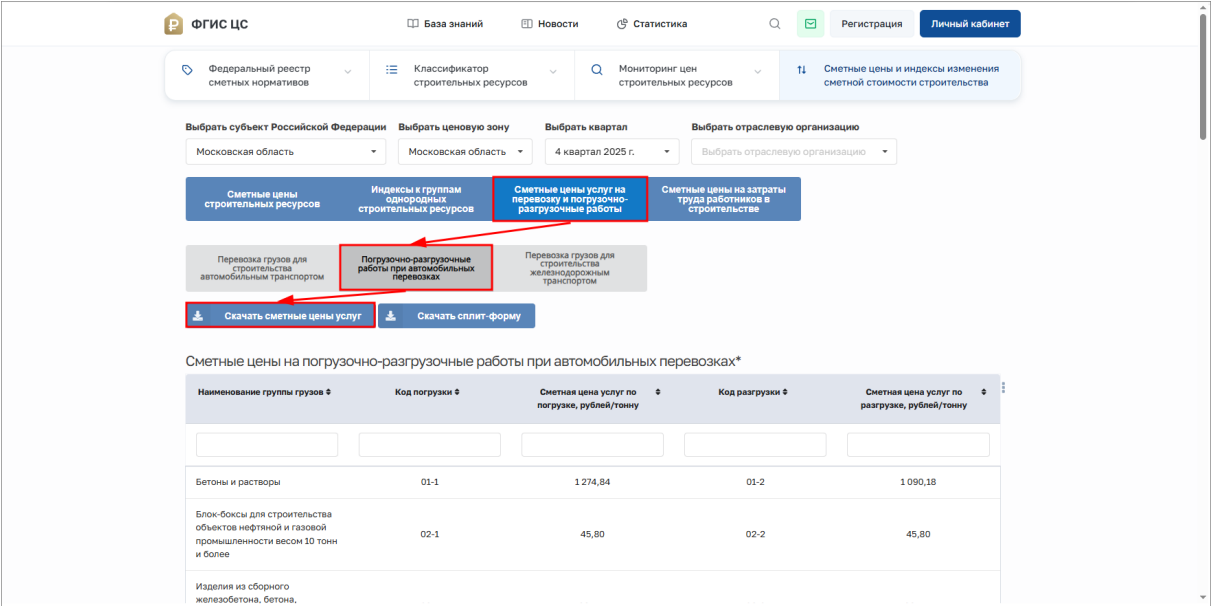 ФГИС ЦС
База знаний
Новости
Статистика
Регистрация
Личный кабинет
Федеральный реестр
сметных нормативов
Классификатор
строительных ресурсов
Мониторинг цен
строительных ресурсов
Сметные цены и индексы изменения
сметной стоимости строительства
Выбрать субъект Российской Федерации
Московская область
Выбрать ценовую зону
Московская область
Выбрать квартал
4 квартал 2025 г.
Выбрать отраслевую организацию
Выбрать отраслевую организацию
Сметные цены
строительных ресурсов
Индексы к группам
однородных
строительных ресурсов
Сметные цены услуг на
перевозку и погрузочно-
разгрузочные работы
Сметные цены на затраты
труда работников в
строительстве
Перевозка грузов для
строительства
автомобильным транспортом
Погрузочно-разгрузочные
работы при автомобильных
перевозках
Перевозка грузов для
строительства
железнодорожным
транспортом
Скачать сметные цены услуг
Скачать сплит-форму
Сметные цены на погрузочно-разгрузочные работы при автомобильных перевозках*
Наименование группы грузов
Код погрузки
Сметная цена услуг по
погрузке, рублей/тонну
Код разгрузки
Сметная цена услуг по
разгрузке, рублей/тонну
Бетоны и растворы
01-1
1 274,84
01-2
1 090,18
Блок-боксы для строительства
объектов нефтяной и газовой
промышленности весом 10 тонн
и более
02-1
45,80
02-2
45,80
Изделия из сборного
железобетона, бетона,